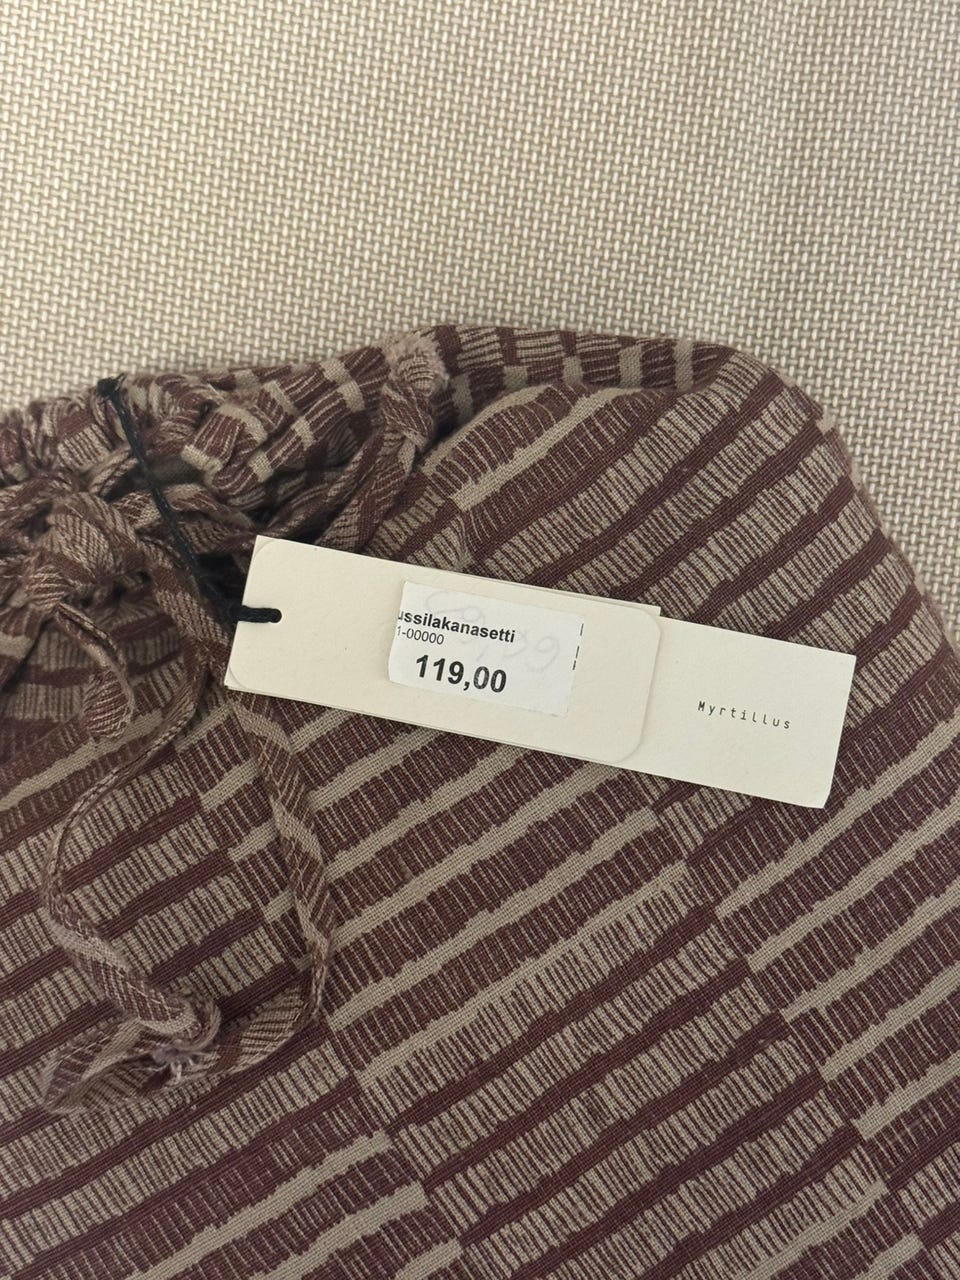 ussilakanasetti
1-00000
119,00
Myrtillus